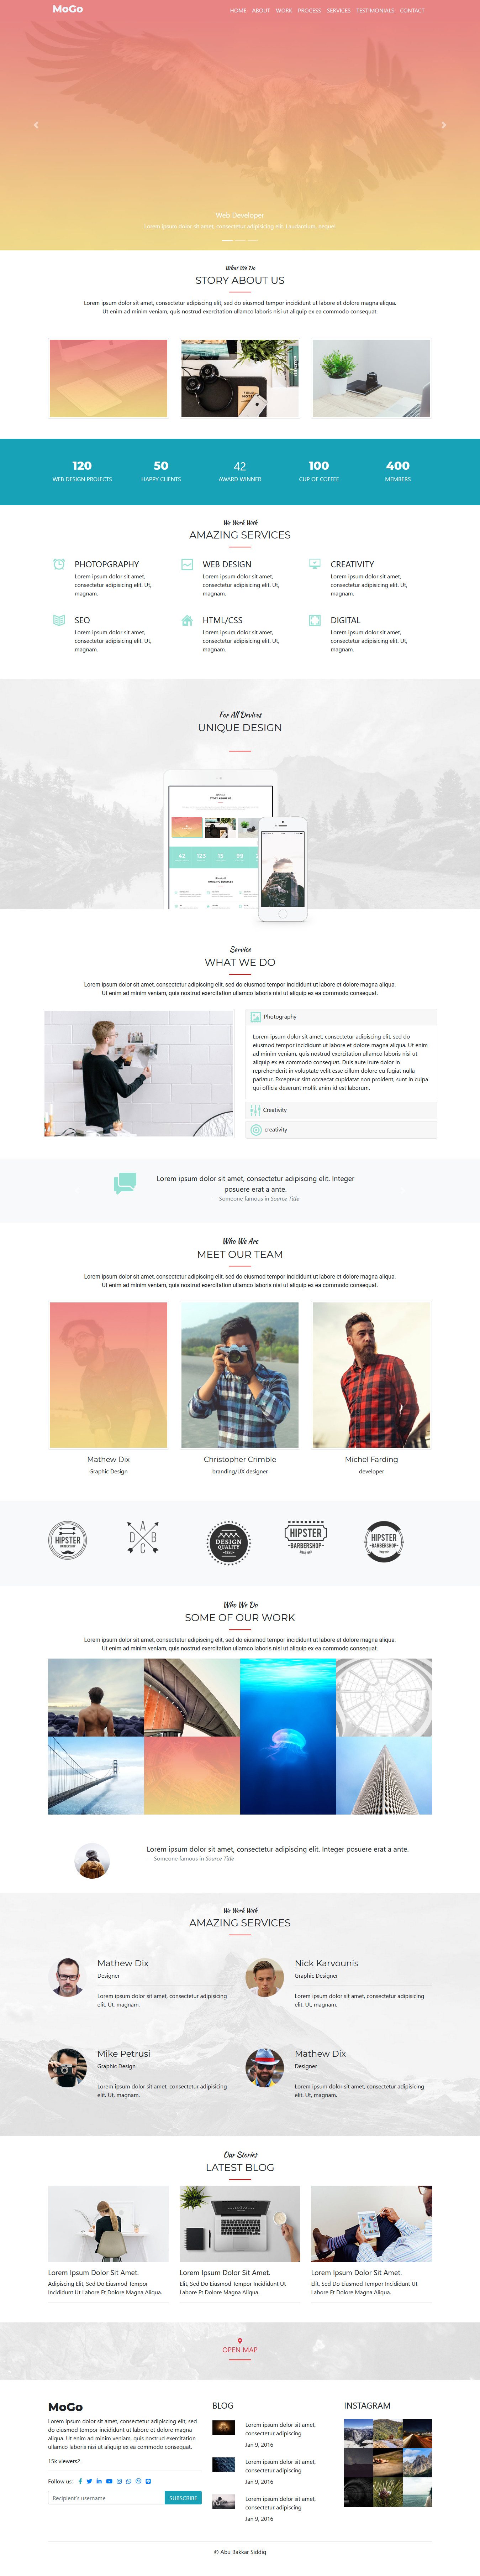 MoGo
HOME ABOUT WORK PROCESS SERVICES TESTIMONIALS CONTACT
Web Developer
Lorem ipsum dolor sit amet, consectetur adipisicing elit. Laudantium, neque!
What We Do
STORY ABOUT US
Lorem ipsum dolor sit amet, consectetur adipiscing elit, sed do eiusmod tempor incididunt ut labore et dolore magna aliqua.
Ut enim ad minim veniam, quis nostrud exercitation ullamco laboris nisi ut aliquip ex ea commodo consequat.
120 50 42 100 400
WEB DESIGN PROJECTS HAPPY CLIENTS AWARD WINNER CUP OF COFFEE MEMBERS
We Work With
AMAZING SERVICES
PHOTOPGRAPHY
Lorem ipsum dolor sit amet,
consectetur adipisicing elit. Ut,
magnam.
WEB DESIGN
Lorem ipsum dolor sit amet,
consectetur adipisicing elit. Ut,
magnam.
CREATIVITY
Lorem ipsum dolor sit amet,
consectetur adipisicing elit. Ut,
magnam.
SEO
Lorem ipsum dolor sit amet,
consectetur adipisicing elit. Ut,
magnam.
HTML/CSS
Lorem ipsum dolor sit amet,
consectetur adipisicing elit. Ut,
magnam.
DIGITAL
Lorem ipsum dolor sit amet,
consectetur adipisicing elit. Ut,
magnam.
For All Devices
UNIQUE DESIGN
STORY ABOUT US
42 123 15 99
AMAZING SERVICES
Service
WHAT WE DO
Lorem ipsum dolor sit amet, consectetur adipiscing elit, sed do eiusmod tempor incididunt ut labore et dolore magna aliqua.
Ut enim ad minim veniam, quis nostrud exercitation ullamco laboris nisi ut aliquip ex ea commodo consequat.
Photography
Lorem ipsum dolor sit amet, consectetur adipiscing elit, sed do
eiusmod tempor incididunt ut labore et dolore magna aliqua. Ut enim
ad minim veniam, quis nostrud exercitation ullamco laboris nisi ut
aliquip ex ea commodo consequat. Duis aute irure dolor in
reprehenderit in voluptate velit esse cillum dolore eu fugiat nulla
pariatur. Excepteur sint occaecat cupidatat non proident, sunt in culpa
qui officia deserunt mollit anim id est laborum.
Creativity
creativity
Lorem ipsum dolor sit amet, consectetur adipiscing elit. Integer
posuere erat a ante.
— Someone famous in Source Title
Who We Are
MEET OUR TEAM
Lorem ipsum dolor sit amet, consectetur adipiscing elit, sed do eiusmod tempor incididunt ut labore et dolore magna aliqua.
Ut enim ad minim veniam, quis nostrud exercitation ullamco laboris nisi ut aliquip ex ea commodo consequat.
Mathew Dix
Graphic Design
Christopher Crimble
branding/UX designer
Michel Farding
developer
HIPSTER
BARBERSHOP
A
D B
C
DESIGN
QUALITY
HIPSTER
BARBERSHOP
HIPSTER
BARBERSHOP
Who We Do
SOME OF OUR WORK
Lorem ipsum dolor sit amet, consectetur adipiscing elit, sed do eiusmod tempor incididunt ut labore et dolore magna aliqua.
Ut enim ad minim veniam, quis nostrud exercitation ullamco laboris nisi ut aliquip ex ea commodo consequat.
Lorem ipsum dolor sit amet, consectetur adipiscing elit. Integer posuere erat a ante.
— Someone famous in Source Title
We Work With
AMAZING SERVICES
Mathew Dix
Designer
Lorem ipsum dolor sit amet, consectetur adipisicing
elit. Ut, magnam.
Nick Karvounis
Graphic Designer
Lorem ipsum dolor sit amet, consectetur adipisicing
elit. Ut, magnam.
Mike Petrusi
Graphic Design
Lorem ipsum dolor sit amet, consectetur adipisicing
elit. Ut, magnam.
Mathew Dix
Designer
Lorem ipsum dolor sit amet, consectetur adipisicing
elit. Ut, magnam.
Our Stories
LATEST BLOG
Lorem Ipsum Dolor Sit Amet.
Adipiscing Elit, Sed Do Eiusmod Tempor
Incididunt Ut Labore Et Dolore Magna Aliqua.
Lorem Ipsum Dolor Sit Amet.
Elit, Sed Do Eiusmod Tempor Incididunt Ut
Labore Et Dolore Magna Aliqua.
Lorem Ipsum Dolor Sit Amet.
Elit, Sed Do Eiusmod Tempor Incididunt Ut
Labore Et Dolore Magna Aliqua.
OPEN MAP
MoGo
Lorem ipsum dolor sit amet, consectetur adipiscing elit, sed
do eiusmod tempor incididunt ut labore et dolore magna
aliqua. Ut enim ad minim veniam, quis nostrud exercitation
ullamco laboris nisi ut aliquip ex ea commodo consequat.
15k viewers2
Follow us:
Recipient's username SUBSCRIBE
BLOG
Lorem ipsum dolor sit amet,
consectetur adipiscing
Jan 9, 2016
Lorem ipsum dolor sit amet,
consectetur adipiscing
Jan 9, 2016
Lorem ipsum dolor sit amet,
consectetur adipiscing
Jan 9, 2016
INSTAGRAM
© Abu Bakkar Siddiq